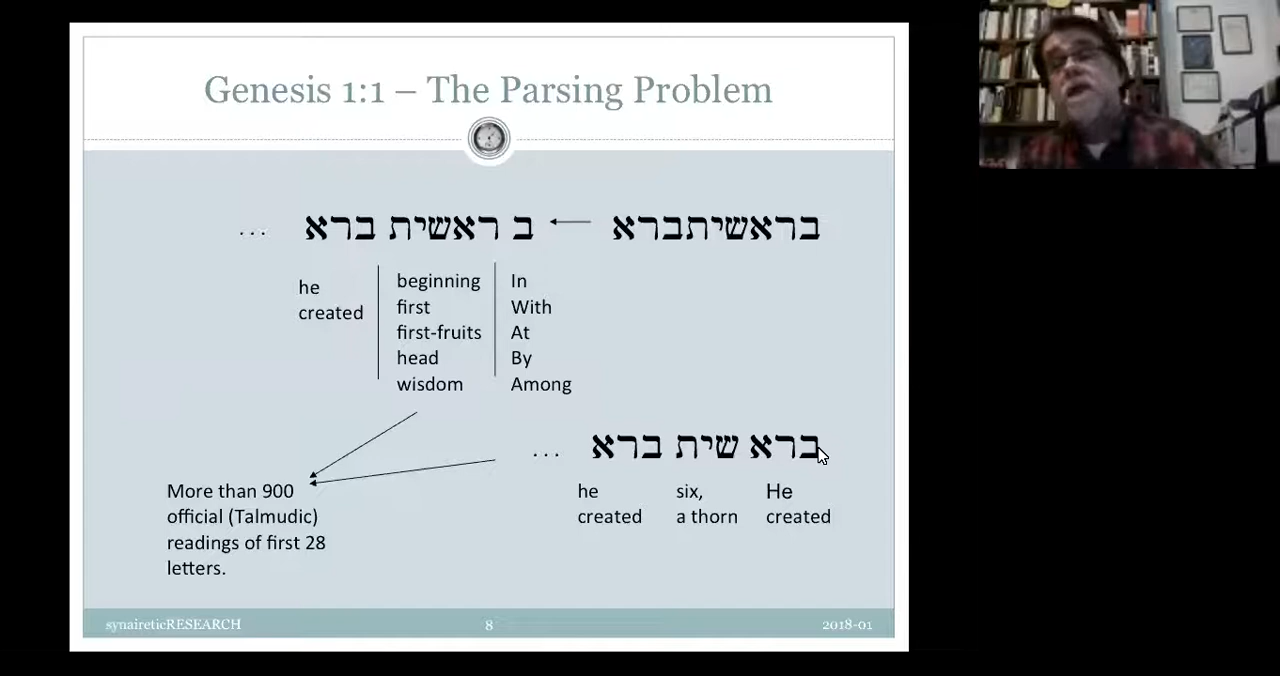 Genesis 1:1 – The Parsing Problem
בראשיתברא
ב ראשית ברא ...
In
With
At
By
Among
beginning
first
first-fruits
head
wisdom
he
created
ברא שית ברא ...
He
created
six,
a thorn
he
created
More than 900
official (Talmudic)
readings of first 28
letters.
synaireticRESEARCH
8
2018-01